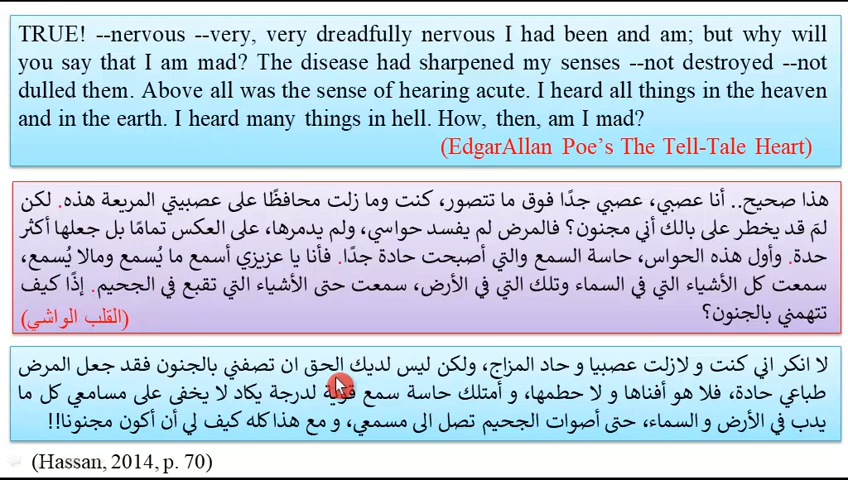 TRUE! --nervous --very, very dreadfully nervous I had been and am; but why will
you say that I am mad? The disease had sharpened my senses --not destroyed --not
dulled them. Above all was the sense of hearing acute. I heard all things in the heaven
and in the earth. I heard many things in hell. How, then, am I mad?
(EdgarAllan Poe's The Tell-Tale Heart)
هذا صحيح.. أنا عصبي، عصبي جدًا فوق ما تتصور، كنت وما زلت محافظًا على عصبيتي المريعة هذه. لكن
لمَ قد يخطر على بالك أني مجنون؟ فالمرض لم يفسد حواسي، ولم يدمرها، على العكس تمامًا بل جعلها أكثر
حدة. وأول هذه الحواس، حاسة السمع والتي أصبحت حادة جدًا. فأنا يا عزيزي أسمع ما يُسمع ومالا يُسمع،
سمعت كل الأشياء التي في السماء وتلك التي في الأرض، سمعت حتى الأشياء التي تقبع في الجحيم. إذًا كيف
تتهمني بالجنون؟
(القلب الواشي)
لا انكر اني كنت و لازلت عصبيا و حاد المزاج، ولكن ليس لديك الحق ان تصفني بالجنون فقد جعل المرض
طباعي حادة، فلا هو أفناها و لا حطمها، و أمتلك حاسة سمع قوية لدرجة يكاد لا يخفى على مسامعي كل ما
يدب في الأرض و السماء، حتى أصوات الجحيم تصل الى مسمعي، و مع هذا كله كيف لي أن أكون مجنونا!!
(Hassan, 2014, p. 70)